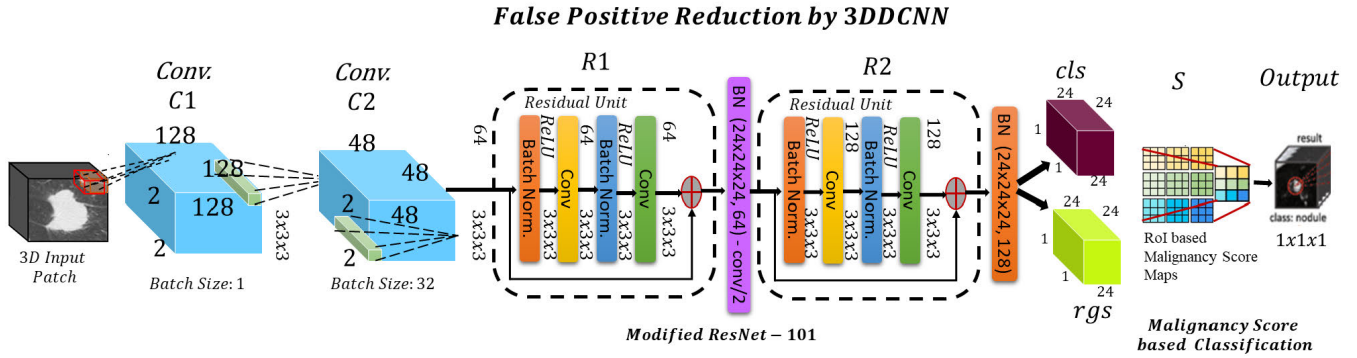 False Positive Reduction by 3DDCNN
3D Input
Patch
Conv.
C1
128
128
128
2
2
3x3x3
Batch Size: 1
Conv.
C2
48
48
48
2
2
3x3x3
Batch Size: 32
R1
Residual Unit
64
Batch Norm.
ReLU
3x3x3
Conv
64
Batch Norm.
ReLU
3x3x3
Conv
64
3x3x3
BN (24x24x24, 64) - conv/2
R2
Residual Unit
Batch Norm.
ReLU
3x3x3
Conv
128
Batch Norm.
ReLU
3x3x3
Conv
128
3x3x3
BN (24x24x24, 128)
Modified ResNet – 101
cls
24
24
1
1
24
24
24
1
1
24
rgs
S
RoI based
Malignancy Score
Maps
Output
result
class: nodule
1x1x1
Malignancy Score
based Classification